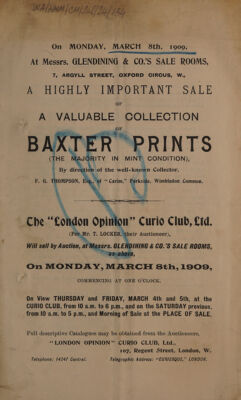 On MONDAY, MARCH 8th, 1909,
At Messrs. GLENDINING & CO.'S SALE ROOMS,
7, ARGYLL STREET, OXFORD CIRCUS, W.,
A HIGHLY IMPORTANT SALE
OF
A VALUABLE COLLECTION
OF
BAXTER PRINTS
(THE MAJORITY IN MINT CONDITION),
By direction of the well-known Collector,
F. G. THOMPSON, Esq., of "Carim," Parkside, Wimbledon Common.
The "London Opinion" Curio Club, Ltd.
(Per Mr. T. LOCKER, their Auctioneer),
Will sell by Auction, at Messrs. GLENDINING & CO.'S SALE ROOMS,
as above,
On MONDAY, MARCH 8th, 1909,
COMMENCING AT ONE O'CLOCK.
On View THURSDAY and FRIDAY, MARCH 4th and 5th, at the
CURIO CLUB, from 10 a.m. to 6 p.m., and on the SATURDAY previous,
from 10 a.m. to 5 p.m., and Morning of Sale at the PLACE OF SALE.
Full descriptive Catalogues may be obtained from the Auctioneers,
"LONDON OPINION" CURIO CLUB, Ltd.,
107, Regent Street, London, W.
Telephone: 14247 Central.
Telegraphic Address: "EURIUSQUE," LONDON.